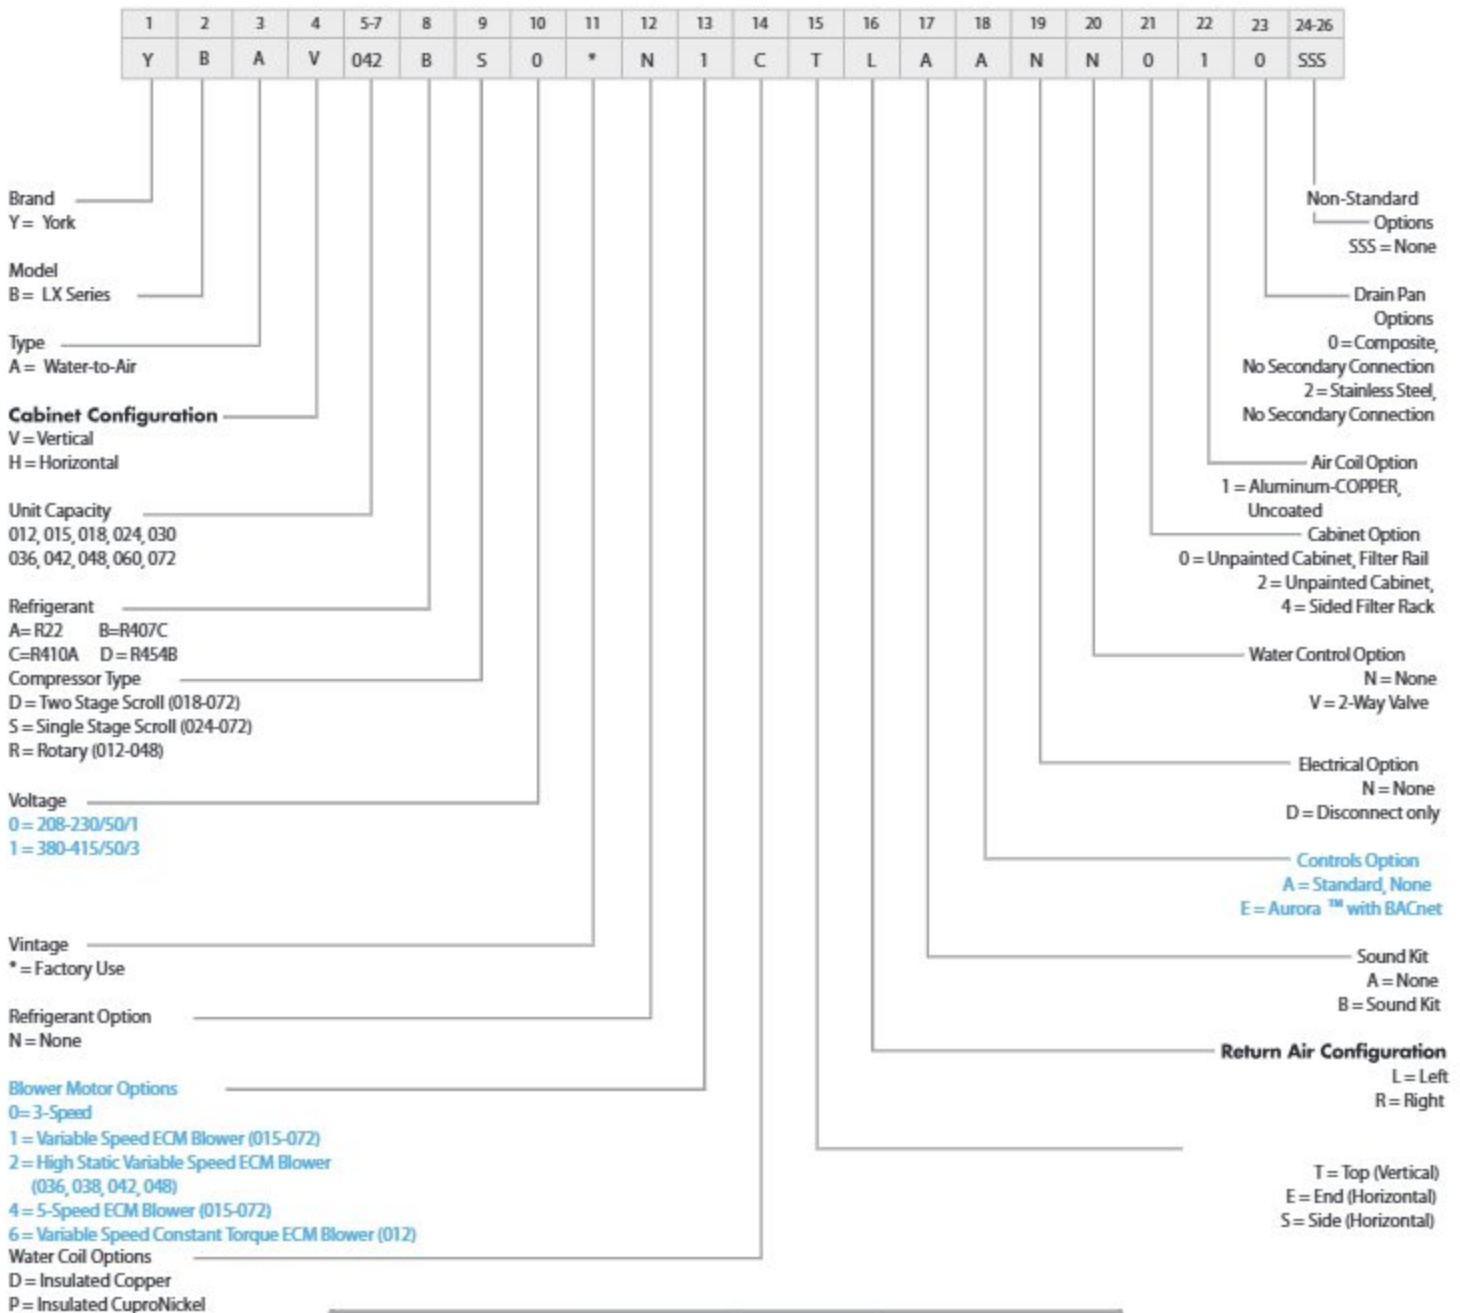 1 2 3 4 5-7 8 9 10 11 12 13 14 15 16 17 18 19 20 21 22 23 24-26
Y B A V 042 B S 0 * N 1 C T L A A N N 0 1 0 SSS
Brand
Y = York
Model
B = LX Series
Type
A = Water-to-Air
Cabinet Configuration
V = Vertical
H = Horizontal
Unit Capacity
012, 015, 018, 024, 030
036, 042, 048, 060, 072
Refrigerant
A= R22 B=R407C
C=R410A D = R454B
Compressor Type
D = Two Stage Scroll (018-072)
S = Single Stage Scroll (024-072)
R = Rotary (012-048)
Voltage
0 = 208-230/50/1
1 = 380-415/50/3
Vintage
* = Factory Use
Refrigerant Option
N = None
Blower Motor Options
0= 3-Speed
1 = Variable Speed ECM Blower (015-072)
2 = High Static Variable Speed ECM Blower
(036, 038, 042, 048)
4 = 5-Speed ECM Blower (015-072)
6 = Variable Speed Constant Torque ECM Blower (012)
Water Coil Options
D = Insulated Copper
P = Insulated CuproNickel
Non-Standard
Options
SSS = None
Drain Pan
Options
0 = Composite,
No Secondary Connection
2 = Stainless Steel,
No Secondary Connection
Air Coil Option
1 = Aluminum-COPPER,
Uncoated
Cabinet Option
0 = Unpainted Cabinet, Filter Rail
2 = Unpainted Cabinet,
4 = Sided Filter Rack
Water Control Option
N = None
V = 2-Way Valve
Electrical Option
N = None
D = Disconnect only
Controls Option
A = Standard, None
E = Aurora ™ with BACnet
Sound Kit
A = None
B = Sound Kit
Return Air Configuration
L = Left
R = Right
T = Top (Vertical)
E = End (Horizontal)
S = Side (Horizontal)